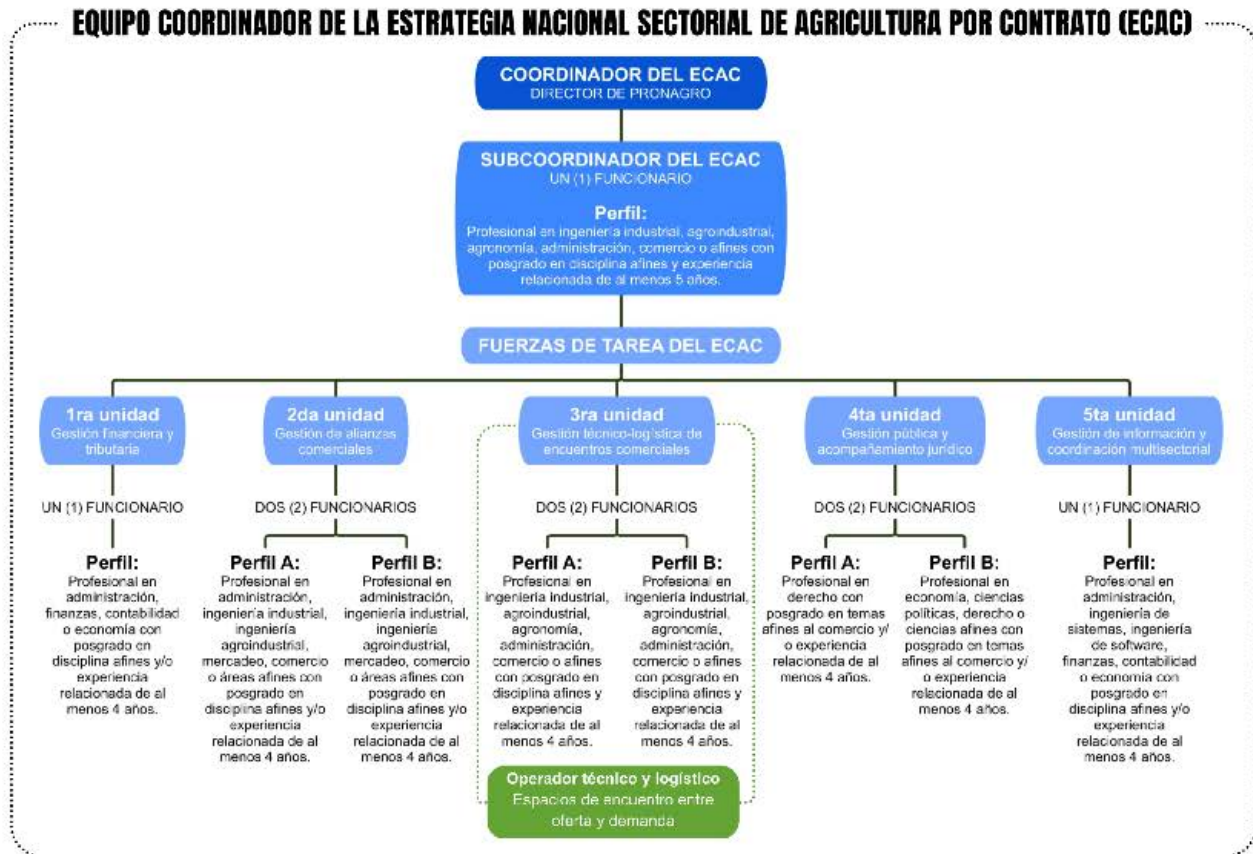 EQUIPO COORDINADOR DE LA ESTRATEGIA NACIONAL SECTORIAL DE AGRICULTURA POR CONTRATO (ECAC)
COORDINADOR DEL ECAC
DIRECTOR DE PRONAGRO
SUBCOORDINADOR DEL ECAC
UN (1) FUNCIONARIO
Perfil:
Profesional en ingeniería industrial, agroindustrial,
agronomía, administración, comercio o afines con
posgrado en disciplina afines y experiencia
relacionada de al menos 5 años.
FUERZAS DE TAREA DEL ECAC
1ra unidad
Gestión financiera y
tributaria
UN (1) FUNCIONARIO
Perfil:
Profesional en
administración,
finanzas, contabilidad
o economía con
posgrado en
disciplina afines y/o
experiencia
relacionada de al
menos 4 años.
2da unidad
Gestión de alianzas
comerciales
DOS (2) FUNCIONARIOS
Perfil A:
Profesional en
administración,
ingeniería industrial,
ingeniería
agroindustrial,
mercadeo, comercio
o áreas afines con
posgrado en
disciplina afines y/o
experiencia
relacionada de al
menos 4 años.
Perfil B:
Profesional en
administración,
ingeniería industrial,
ingeniería
agroindustrial,
mercadeo, comercio
o áreas afines con
posgrado en
disciplina afines y/o
experiencia
relacionada de al
menos 4 años.
3ra unidad
Gestión técnico-logística de
encuentros comerciales
DOS (2) FUNCIONARIOS
Perfil A:
Profesional en
ingeniería industrial,
agroindustrial,
agronomía,
administración,
comercio o afines
con posgrado en
disciplina afines y
experiencia
relacionada de al
menos 4 años.
Perfil B:
Profesional en
ingeniería industrial,
agroindustrial,
agronomía,
administración,
comercio o afines
con posgrado en
disciplina afines y
experiencia
relacionada de al
menos 4 años.
Operador técnico y logístico
Espacios de encuentro entre
oferta y demanda
4ta unidad
Gestión pública y
acompañamiento jurídico
DOS (2) FUNCIONARIOS
Perfil A:
Profesional en
derecho con
posgrado en temas
afines al comercio y/
o experiencia
relacionada de al
menos 4 años.
Perfil B:
Profesional en
economía, ciencias
políticas, derecho o
ciencias afines con
posgrado en temas
afines al comercio y/
o experiencia
relacionada de al
menos 4 años.
5ta unidad
Gestión de información y
coordinación multisectorial
UN (1) FUNCIONARIO
Perfil:
Profesional en
administración,
ingeniería de
sistemas, ingeniería
de software,
finanzas, contabilidad
o economía con
posgrado en
disciplina afines y/o
experiencia
relacionada de al
menos 4 años.